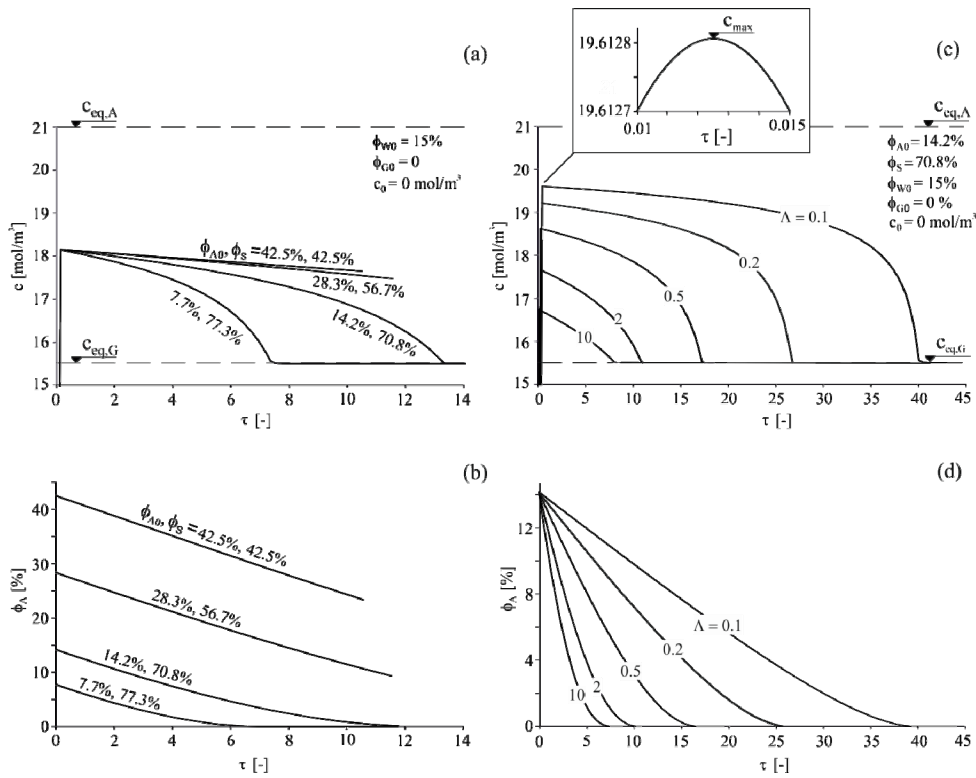 (a)
c_eq,A
21
20
19
18
17
16
15
c [mol/m³]
ϕ_W0 = 15%
ϕ_G0 = 0
c_0 = 0 mol/m³
ϕ_A0, ϕ_S = 42.5%, 42.5%
28.3%, 56.7%
14.2%, 70.8%
7.7%, 77.3%
c_eq,G
0 2 4 6 8 10 12 14
τ [-]
(c)
c_max
19.6128
19.6127
0.01 0.015
τ [-]
c_eq,A
21
20
19
18
17
16
15
c [mol/m³]
ϕ_A0 = 14.2%
ϕ_S = 70.8%
ϕ_W0 = 15%
ϕ_G0 = 0 %
c_0 = 0 mol/m³
Λ = 0.1
0.2
0.5
2
10
c_eq,G
0 5 10 15 20 25 30 35 40 45
τ [-]
(b)
40
30
20
10
0
ϕ_A [%]
ϕ_A0, ϕ_S = 42.5%, 42.5%
28.3%, 56.7%
14.2%, 70.8%
7.7%, 77.3%
0 2 4 6 8 10 12 14
τ [-]
(d)
12
8
4
0
ϕ_A [%]
Λ = 0.1
0.2
0.5
2
10
0 5 10 15 20 25 30 35 40 45
τ [-]